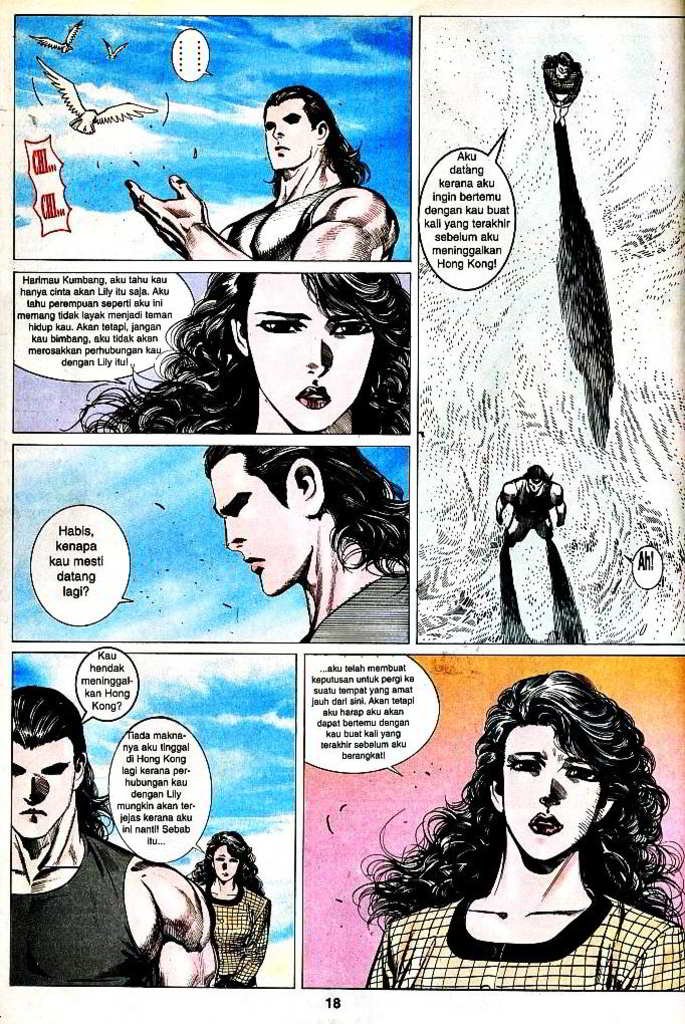 CHI...
CHI...
Harimau Kumbang, aku tahu kau
hanya cinta akan Lily itu saja. Aku
tahu perempuan seperti aku ini
memang tidak layak menjadi teman
hidup kau. Akan tetapi, jangan
kau bimbang, aku tidak akan
merosakkan perhubungan kau
dengan Lily itu!
Habis,
kenapa
kau mesti
datang
lagi?
Aku
datang
kerana aku
ingin bertemu
dengan kau buat
kali yang terakhir
sebelum aku
meninggalkan
Hong Kong!
Ah!
Kau
hendak
meninggal-
kan Hong
Kong?
Tiada makna-
nya aku tinggal
di Hong Kong
lagi kerana per-
hubungan kau
dengan Lily
mungkin akan ter-
jejas kerana aku
ini nanti! Sebab
itu...
...aku telah membuat
keputusan untuk pergi ke
suatu tempat yang amat
jauh dari sini. Akan tetapi
aku harap aku akan
dapat bertemu dengan
kau buat kali yang
terakhir sebelum aku
berangkat!
18